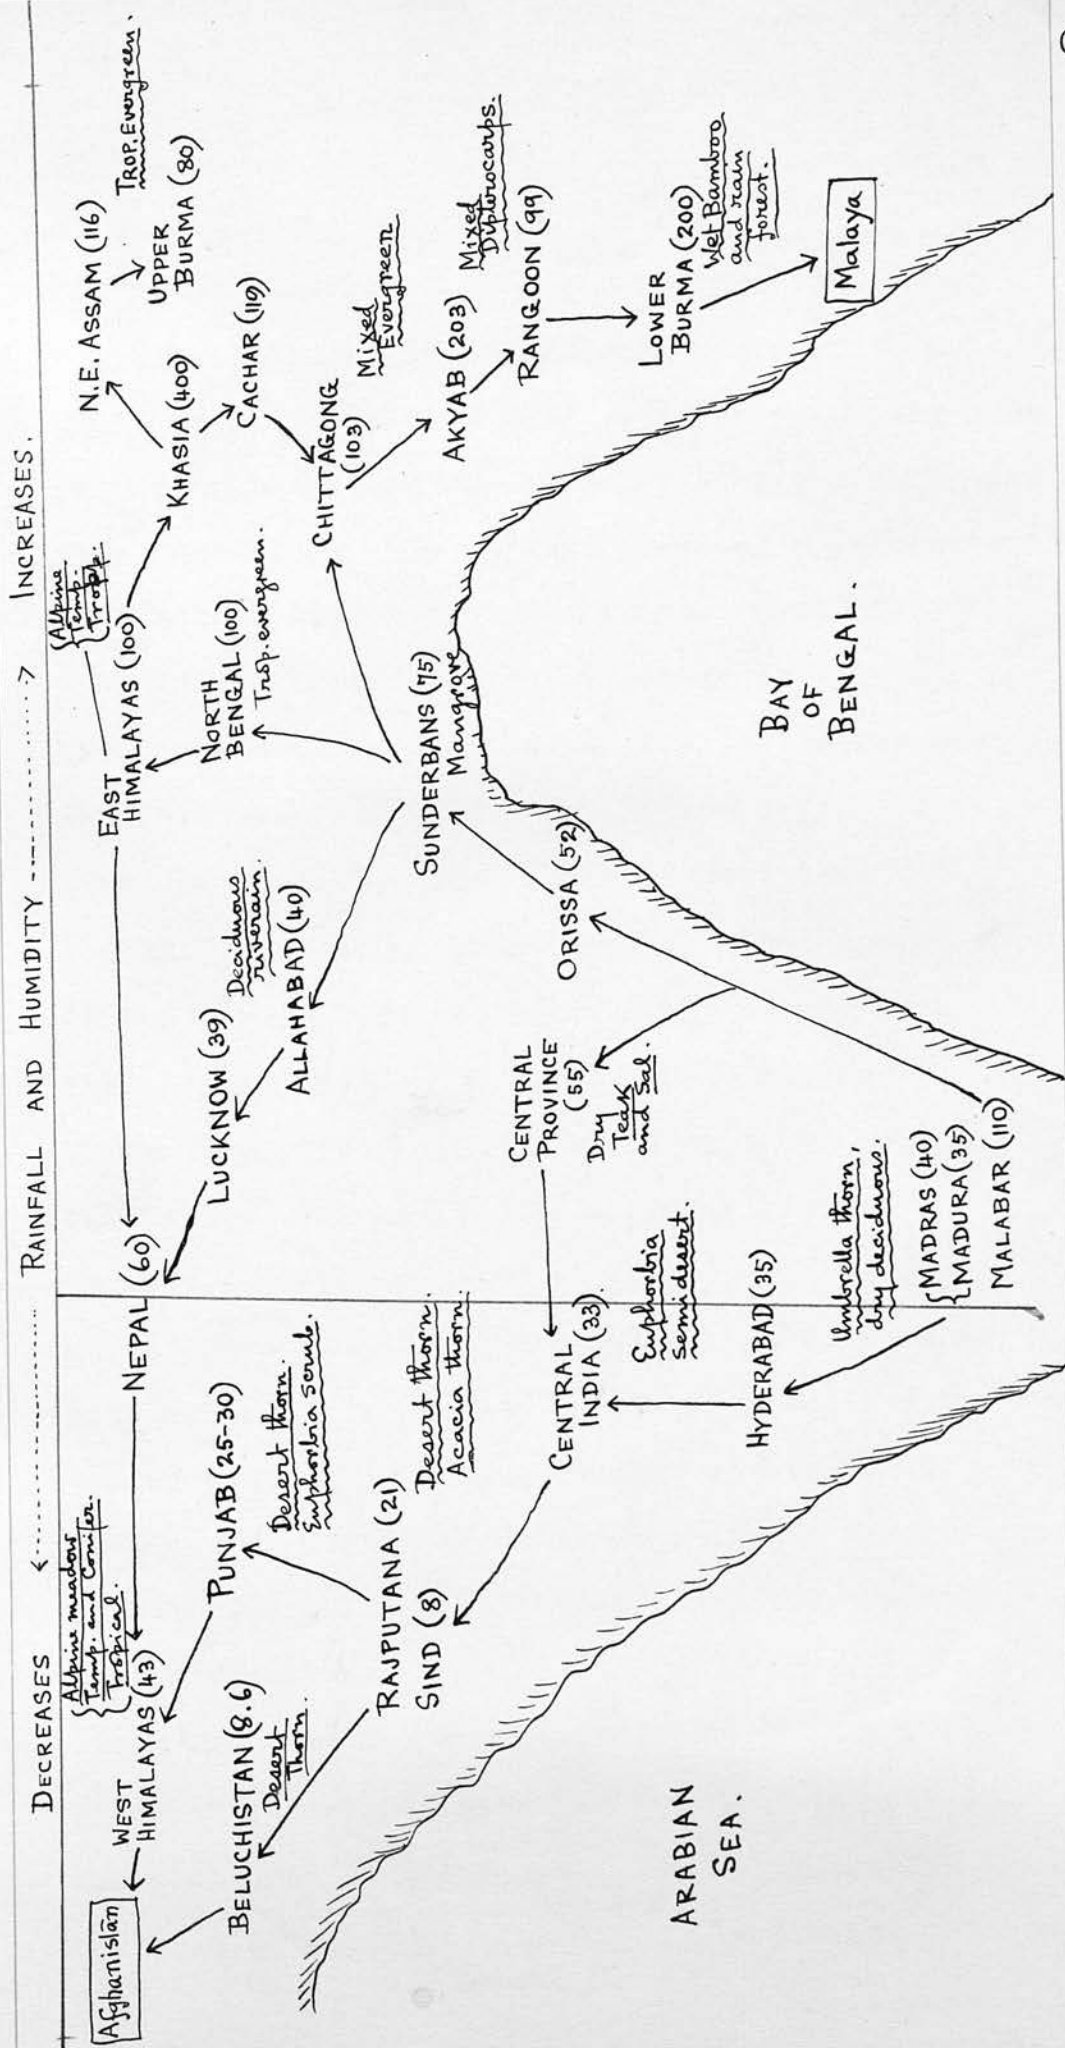 DECREASES <············ RAINFALL AND HUMIDITY ············> INCREASES.
Afghanistan
{Alpine meadow
{Temp. and Conifer.
{Tropical.
WEST
HIMALAYAS (43)
NEPAL (60)
{Alpine
{Temp.
{Trop.
EAST
HIMALAYAS (100)
N.E. ASSAM (116)
TROP. Evergreen.
UPPER
BURMA (80)
KHASIA (400)
CACHAR (119)
BELUCHISTAN (8.6)
Desert
Thorn.
PUNJAB (25-30)
Desert thorn.
Euphorbia scrub.
LUCKNOW (39)
Deciduous
riverain.
ALLAHABAD (40)
NORTH
BENGAL (100)
Trop. evergreen.
CHITTAGONG
(103)
Mixed
Evergreen
RAJPUTANA (21)
SIND (8)
Desert thorn.
Acacia thorn.
SUNDERBANS (75)
Mangrove
AKYAB (203)
Mixed
Dipterocarps.
RANGOON (99)
CENTRAL
INDIA (33).
CENTRAL
PROVINCE
(55)
Dry
Teak
and Sal.
ORISSA (52)
Euphorbia
Semi desert.
LOWER
BURMA (200)
Wet Bamboo
and rain
forest.
HYDERABAD (35)
Malaya
ARABIAN
SEA.
BAY
OF
BENGAL.
Umbrella thorn,
dry deciduous.
{MADRAS (40)
{MADURA (35)
MALABAR (110)